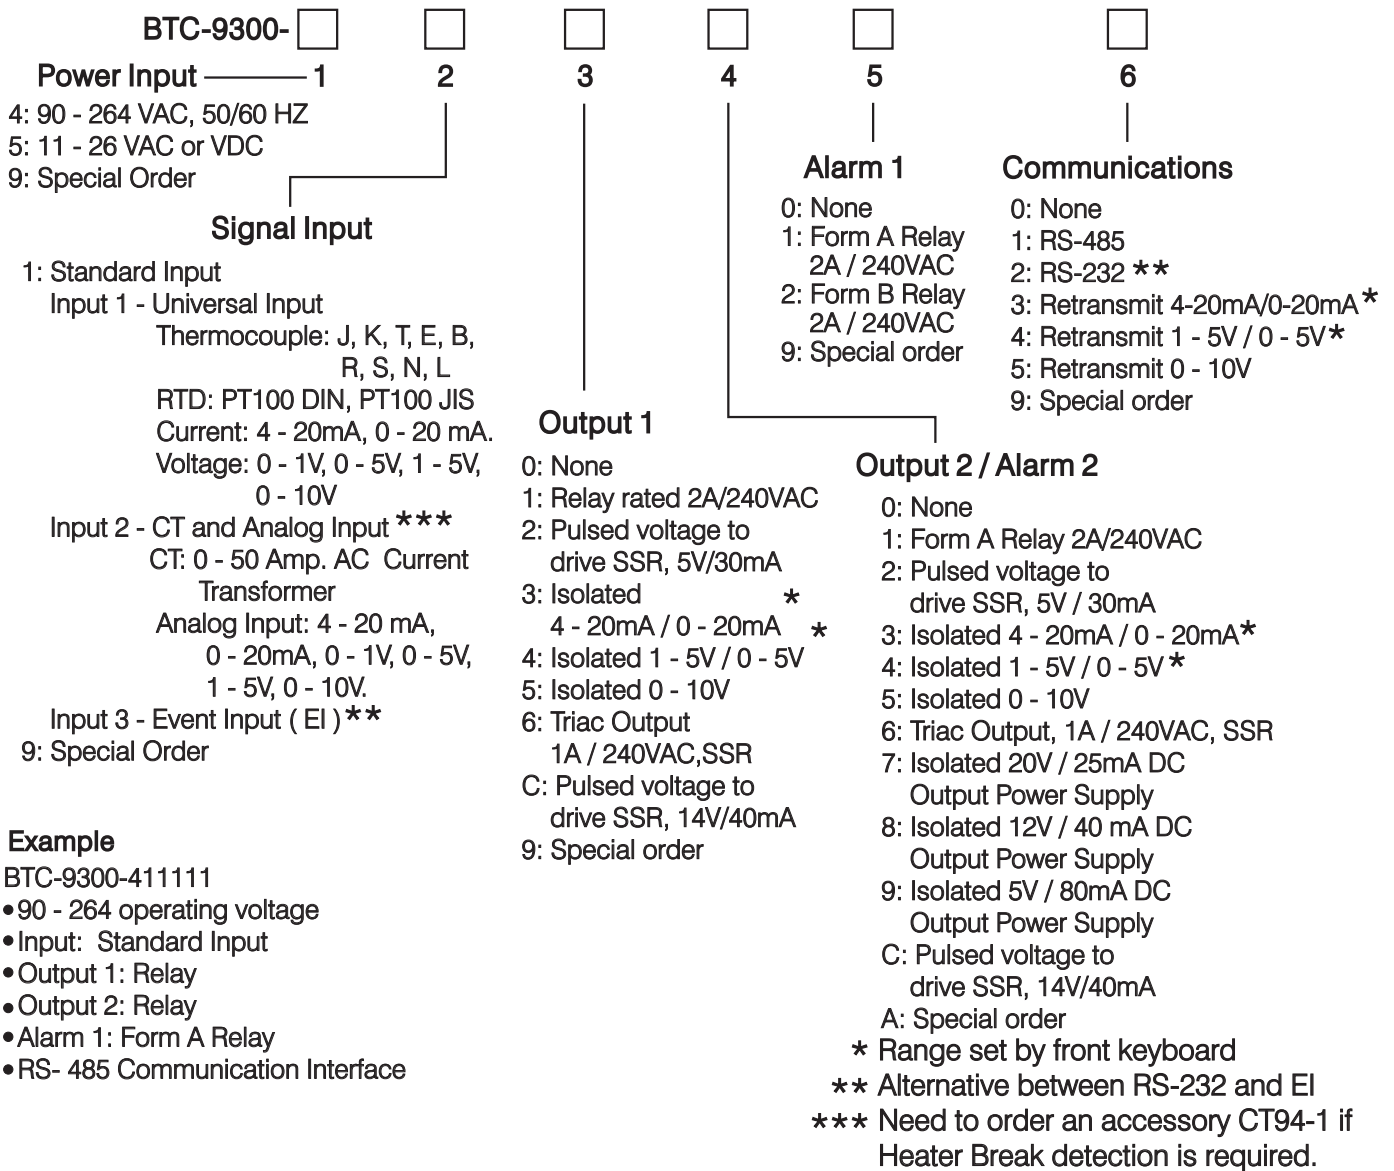 BTC-9300-
1 2 3 4 5 6
Power Input
4: 90 - 264 VAC, 50/60 HZ
5: 11 - 26 VAC or VDC
9: Special Order
Signal Input
1: Standard Input
Input 1 - Universal Input
Thermocouple: J, K, T, E, B,
R, S, N, L
RTD: PT100 DIN, PT100 JIS
Current: 4 - 20mA, 0 - 20 mA.
Voltage: 0 - 1V, 0 - 5V, 1 - 5V,
0 - 10V
Input 2 - CT and Analog Input ***
CT: 0 - 50 Amp. AC Current
Transformer
Analog Input: 4 - 20 mA,
0 - 20mA, 0 - 1V, 0 - 5V,
1 - 5V, 0 - 10V.
Input 3 - Event Input ( EI ) **
9: Special Order
Output 1
0: None
1: Relay rated 2A/240VAC
2: Pulsed voltage to
drive SSR, 5V/30mA
3: Isolated *
4 - 20mA / 0 - 20mA *
4: Isolated 1 - 5V / 0 - 5V
5: Isolated 0 - 10V
6: Triac Output
1A / 240VAC,SSR
C: Pulsed voltage to
drive SSR, 14V/40mA
9: Special order
Output 2 / Alarm 2
0: None
1: Form A Relay 2A/240VAC
2: Pulsed voltage to
drive SSR, 5V / 30mA
3: Isolated 4 - 20mA / 0 - 20mA*
4: Isolated 1 - 5V / 0 - 5V *
5: Isolated 0 - 10V
6: Triac Output, 1A / 240VAC, SSR
7: Isolated 20V / 25mA DC
Output Power Supply
8: Isolated 12V / 40 mA DC
Output Power Supply
9: Isolated 5V / 80mA DC
Output Power Supply
C: Pulsed voltage to
drive SSR, 14V/40mA
A: Special order
Alarm 1
0: None
1: Form A Relay
2A / 240VAC
2: Form B Relay
2A / 240VAC
9: Special order
Communications
0: None
1: RS-485
2: RS-232 **
3: Retransmit 4-20mA/0-20mA*
4: Retransmit 1 - 5V / 0 - 5V*
5: Retransmit 0 - 10V
9: Special order
Example
BTC-9300-411111
• 90 - 264 operating voltage
• Input: Standard Input
• Output 1: Relay
• Output 2: Relay
• Alarm 1: Form A Relay
• RS- 485 Communication Interface
* Range set by front keyboard
** Alternative between RS-232 and EI
*** Need to order an accessory CT94-1 if
Heater Break detection is required.